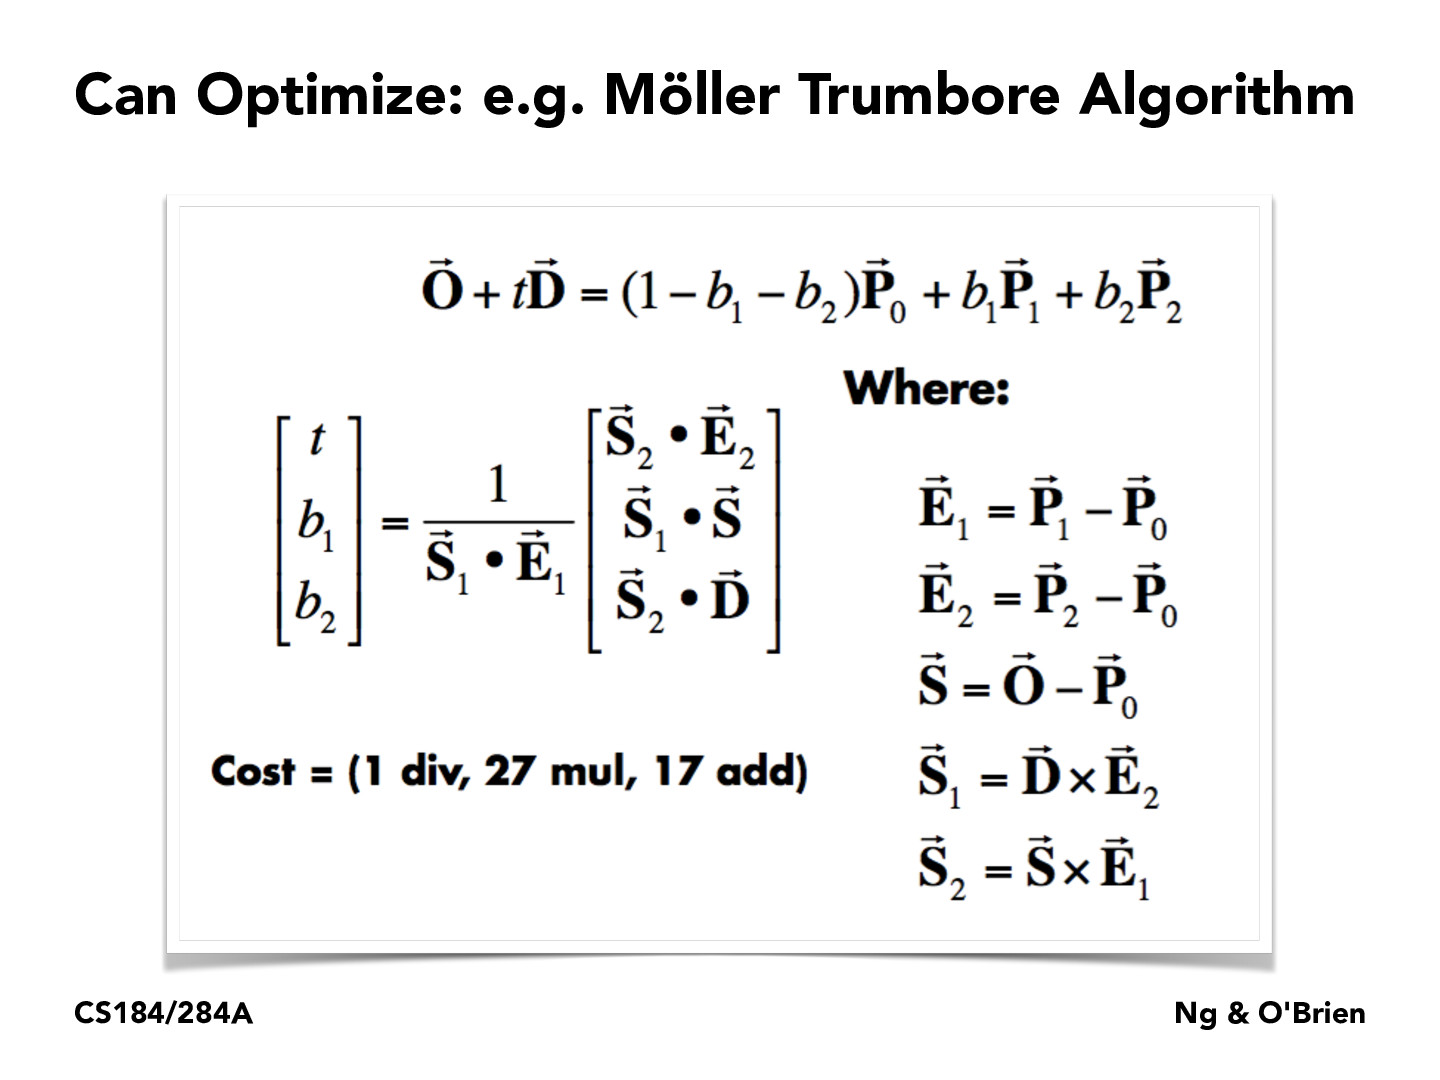 Can Optimize: e.g. Möller Trumbore Algorithm
$\vec{\mathbf{O}} + t\vec{\mathbf{D}} = (1 - b_1 - b_2)\vec{\mathbf{P}}_0 + b_1\vec{\mathbf{P}}_1 + b_2\vec{\mathbf{P}}_2$
$\begin{bmatrix} t \\ b_1 \\ b_2 \end{bmatrix} = \frac{1}{\vec{\mathbf{S}}_1 \bullet \vec{\mathbf{E}}_1} \begin{bmatrix} \vec{\mathbf{S}}_2 \bullet \vec{\mathbf{E}}_2 \\ \vec{\mathbf{S}}_1 \bullet \vec{\mathbf{S}} \\ \vec{\mathbf{S}}_2 \bullet \vec{\mathbf{D}} \end{bmatrix}$
Cost = (1 div, 27 mul, 17 add)
Where:
$\vec{\mathbf{E}}_1 = \vec{\mathbf{P}}_1 - \vec{\mathbf{P}}_0$
$\vec{\mathbf{E}}_2 = \vec{\mathbf{P}}_2 - \vec{\mathbf{P}}_0$
$\vec{\mathbf{S}} = \vec{\mathbf{O}} - \vec{\mathbf{P}}_0$
$\vec{\mathbf{S}}_1 = \vec{\mathbf{D}} \times \vec{\mathbf{E}}_2$
$\vec{\mathbf{S}}_2 = \vec{\mathbf{S}} \times \vec{\mathbf{E}}_1$
CS184/284A
Ng & O'Brien